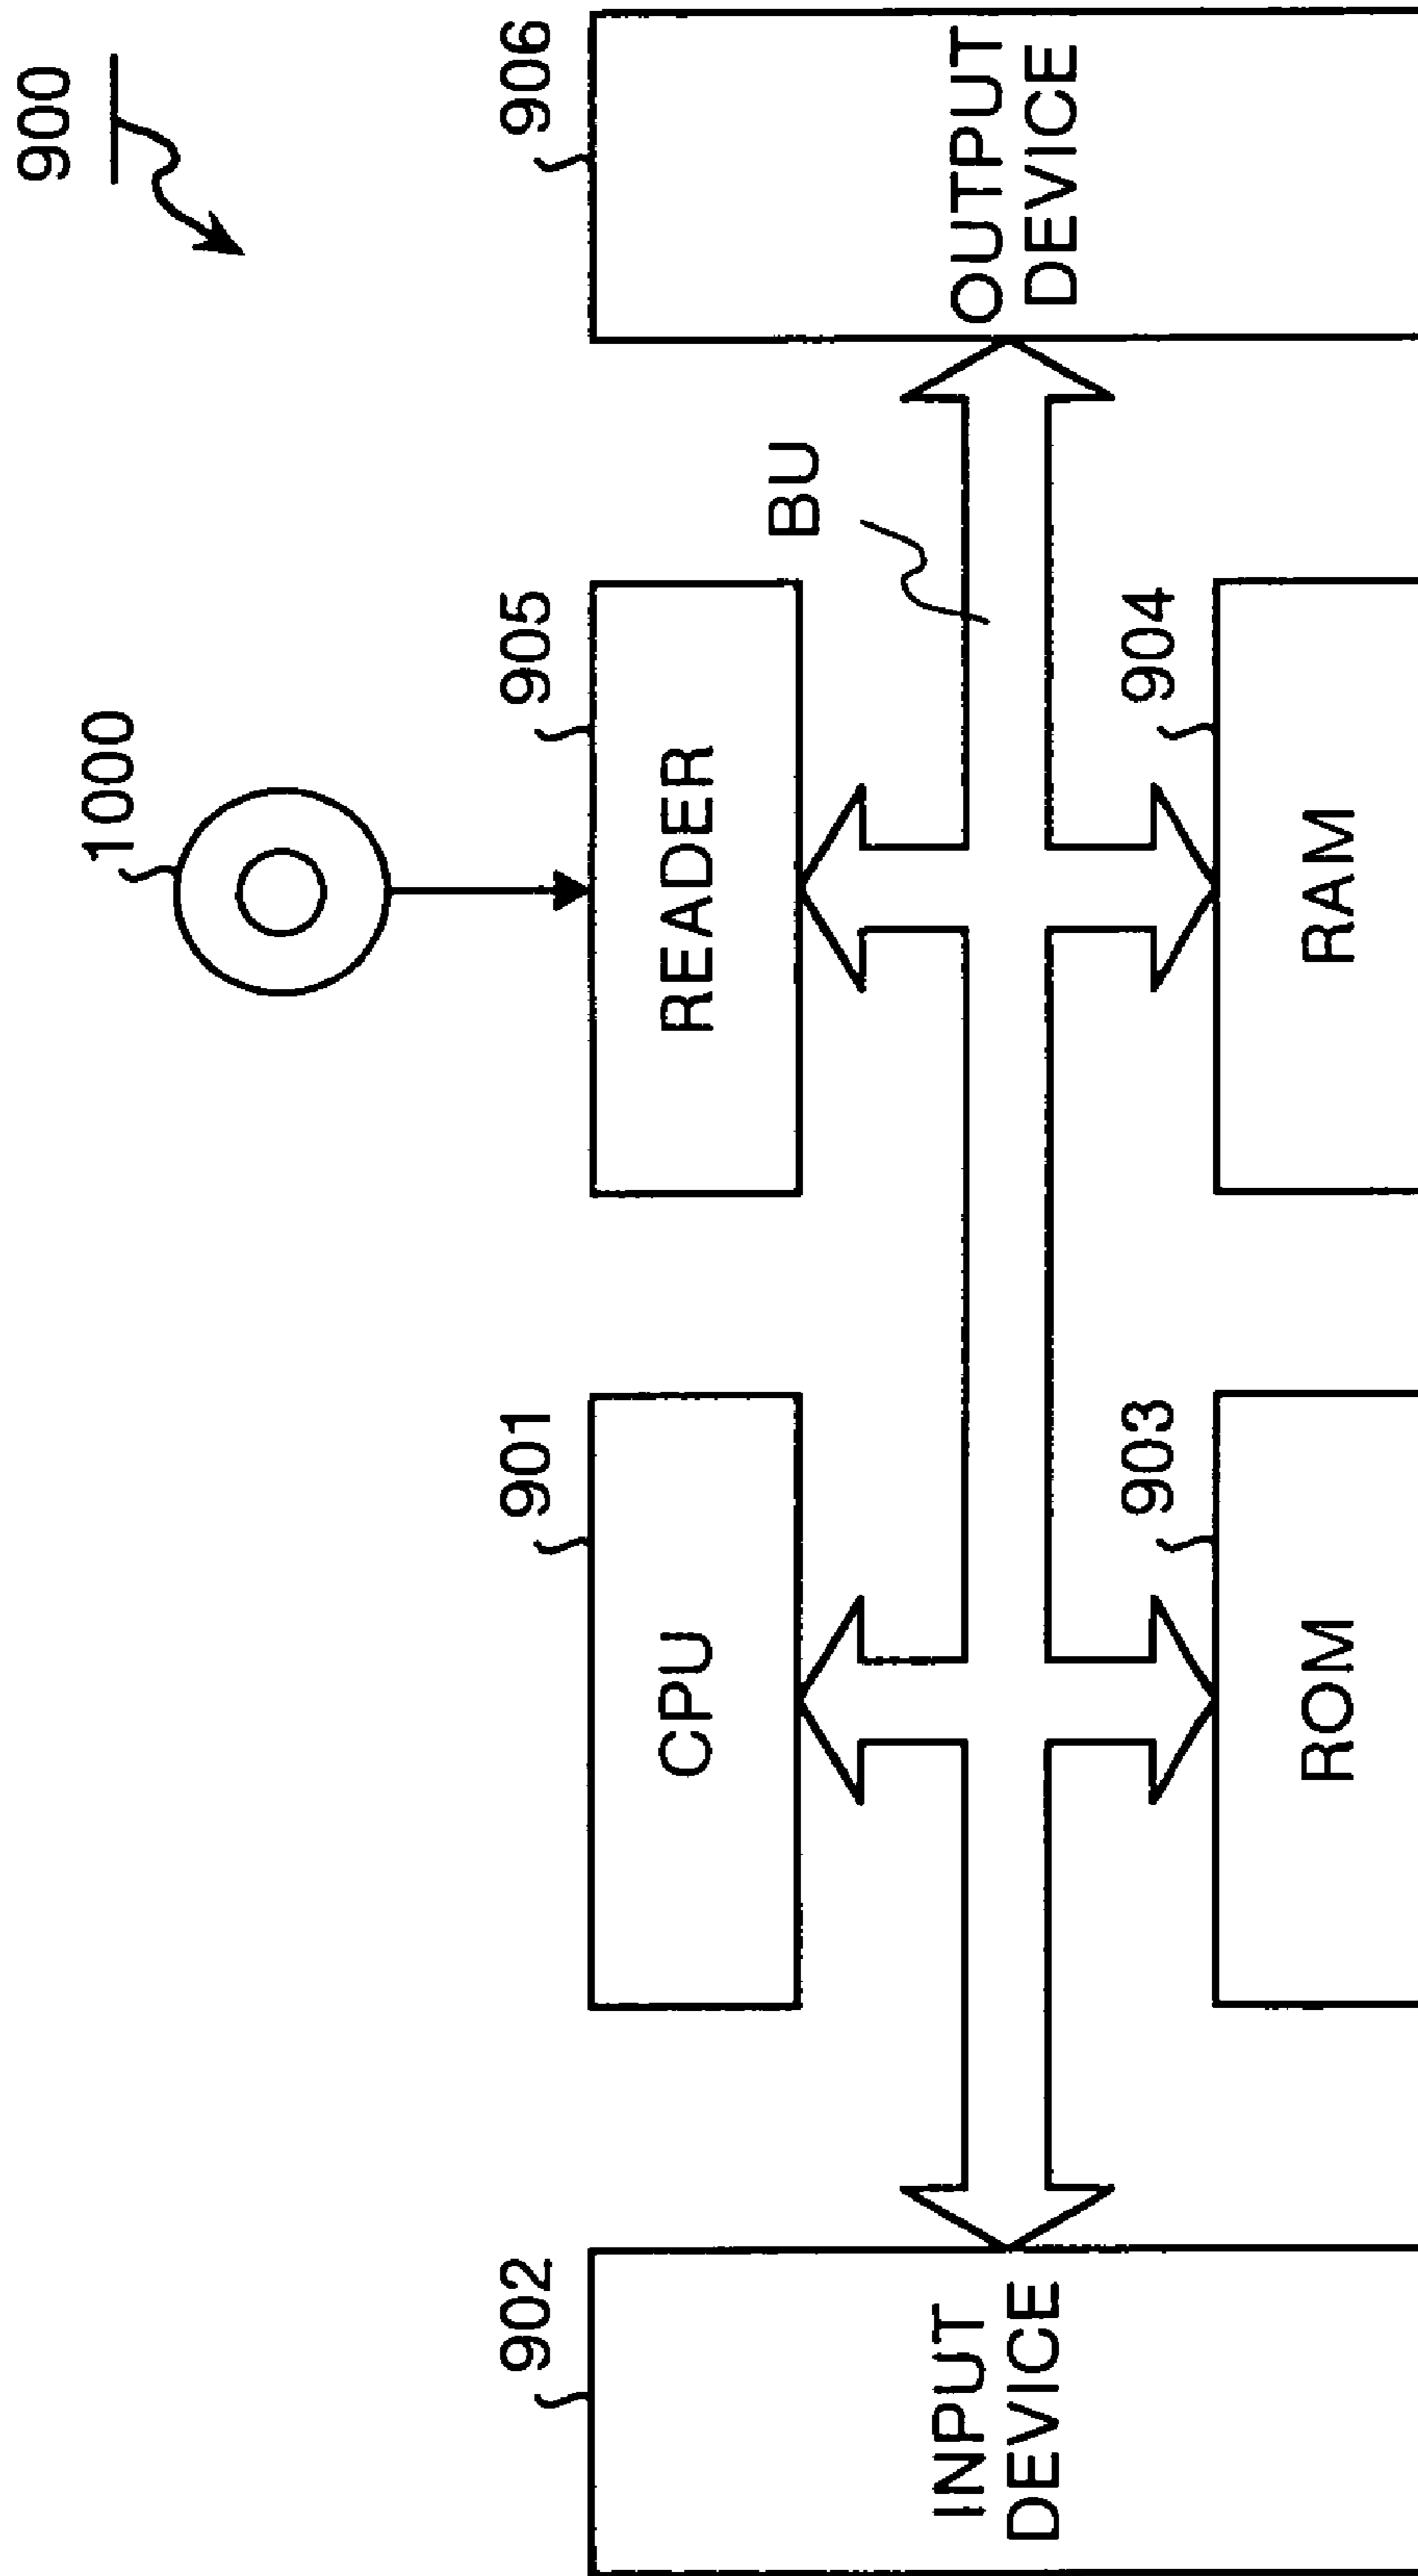 900
1000
902
901
905
906
INPUT
DEVICE
CPU
READER
OUTPUT
DEVICE
BU
903
904
ROM
RAM